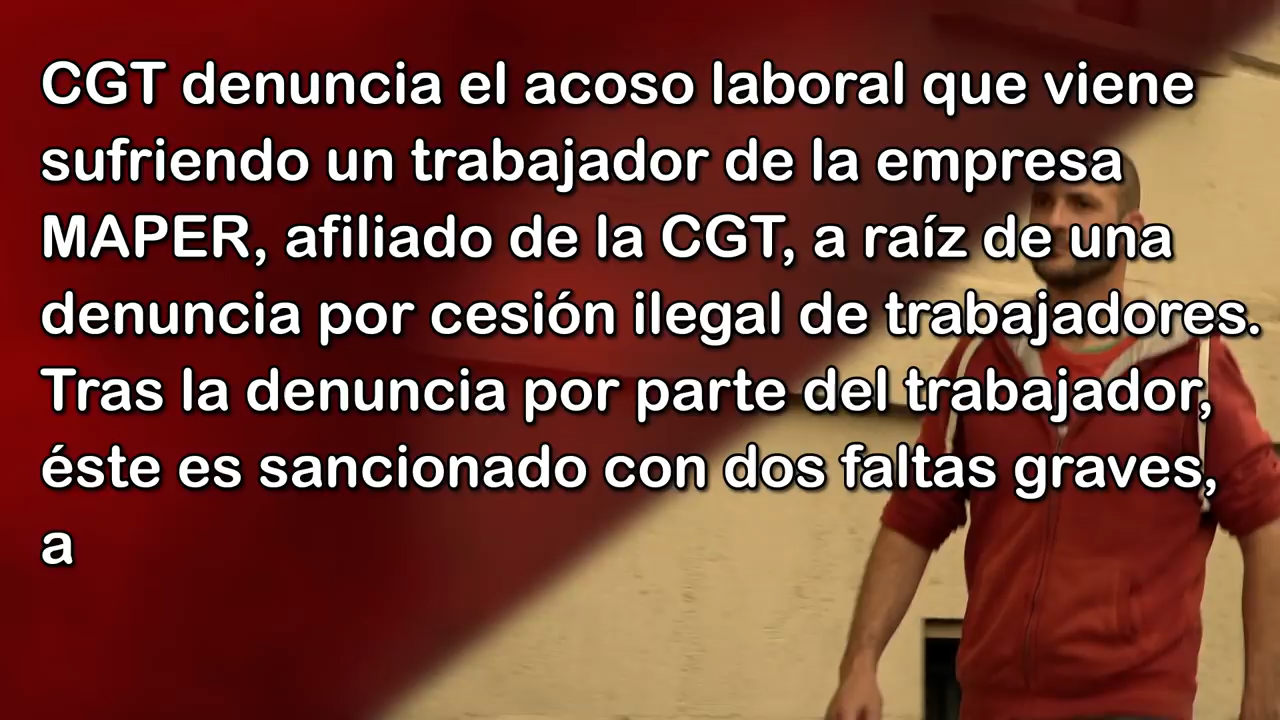 CGT denuncia el acoso laboral que viene
sufriendo un trabajador de la empresa
MAPER, afiliado de la CGT, a raíz de una
denuncia por cesión ilegal de trabajadores.
Tras la denuncia por parte del trabajador,
éste es sancionado con dos faltas graves,
a